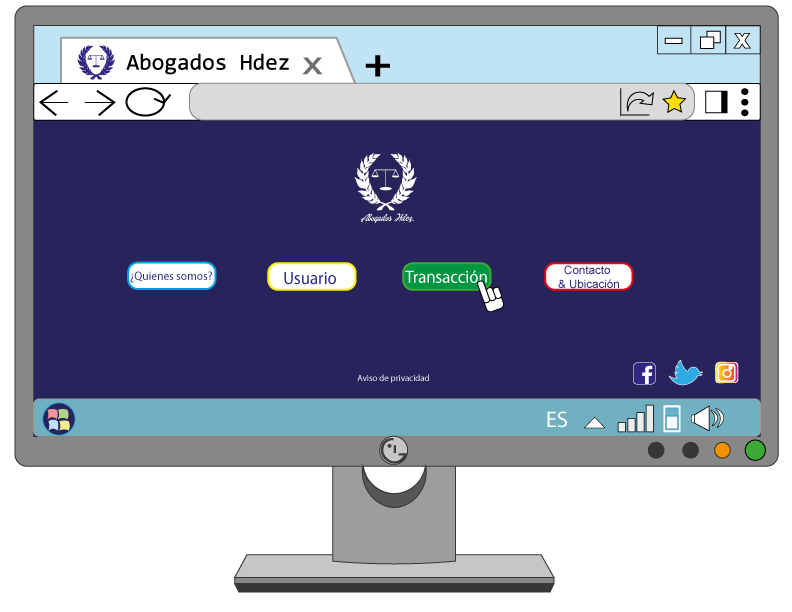 Abogados Hdez X
Abogados Hdez.
¿Quienes somos?
Usuario
Transacción
Contacto
& Ubicación
Aviso de privacidad
ES